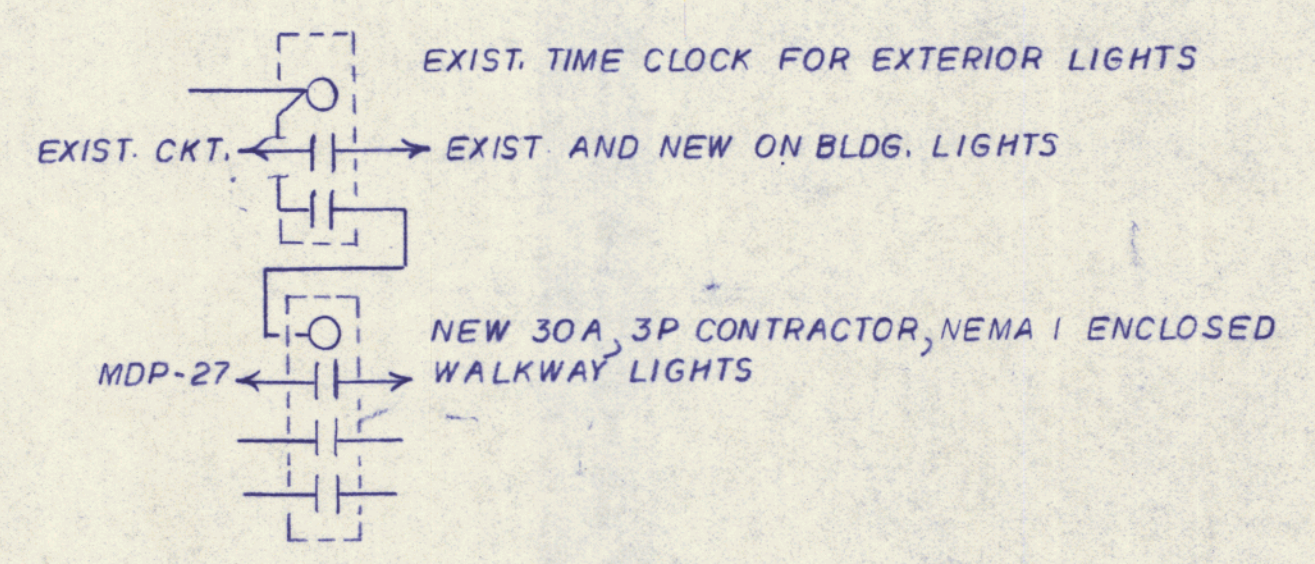 EXIST. TIME CLOCK FOR EXTERIOR LIGHTS
EXIST. CKT.
EXIST AND NEW ON BLDG. LIGHTS
NEW 30A, 3P CONTRACTOR, NEMA 1 ENCLOSED
MDP-27
WALKWAY LIGHTS